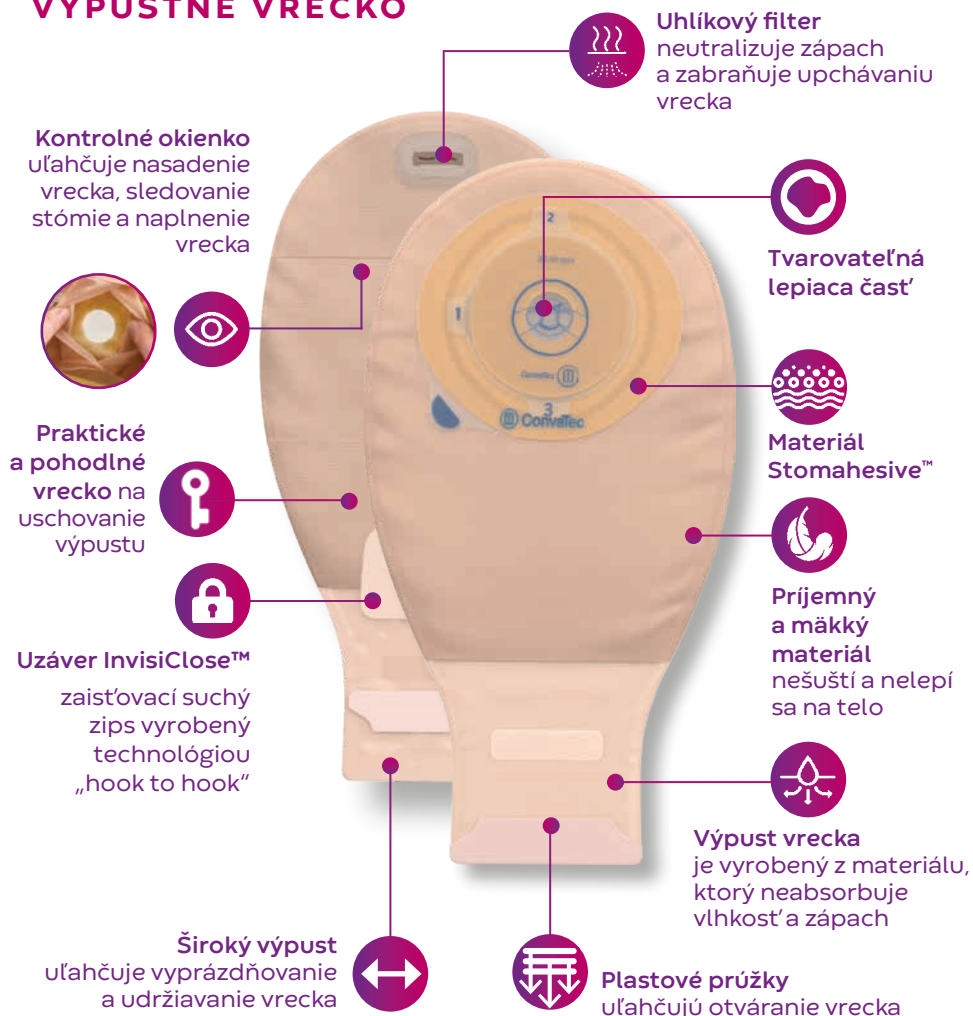 VÝPUSTNÉ VRECKO
Uhlíkový filter
neutralizuje zápach
a zabraňuje upchávaniu
vrecka
Kontrolné okienko
uľahčuje nasadenie
vrecka, sledovanie
stómie a naplnenie
vrecka
Tvarovateľná
lepiaca časť
2
1
3
ConvaTec
ConvaTec
Materiál
Stomahesive™
Praktické
a pohodlné
vrecko na
uschovanie
výpustu
Príjemný
a mäkký
materiál
nešuští a nelepí
sa na telo
Uzáver InvisiClose™
zaisťovací suchý
zips vyrobený
technológiou
„hook to hook“
Výpust vrecka
je vyrobený z materiálu,
ktorý neabsorbuje
vlhkosť a zápach
Široký výpust
uľahčuje vyprázdňovanie
a udržiavanie vrecka
Plastové prúžky
uľahčujú otváranie vrecka